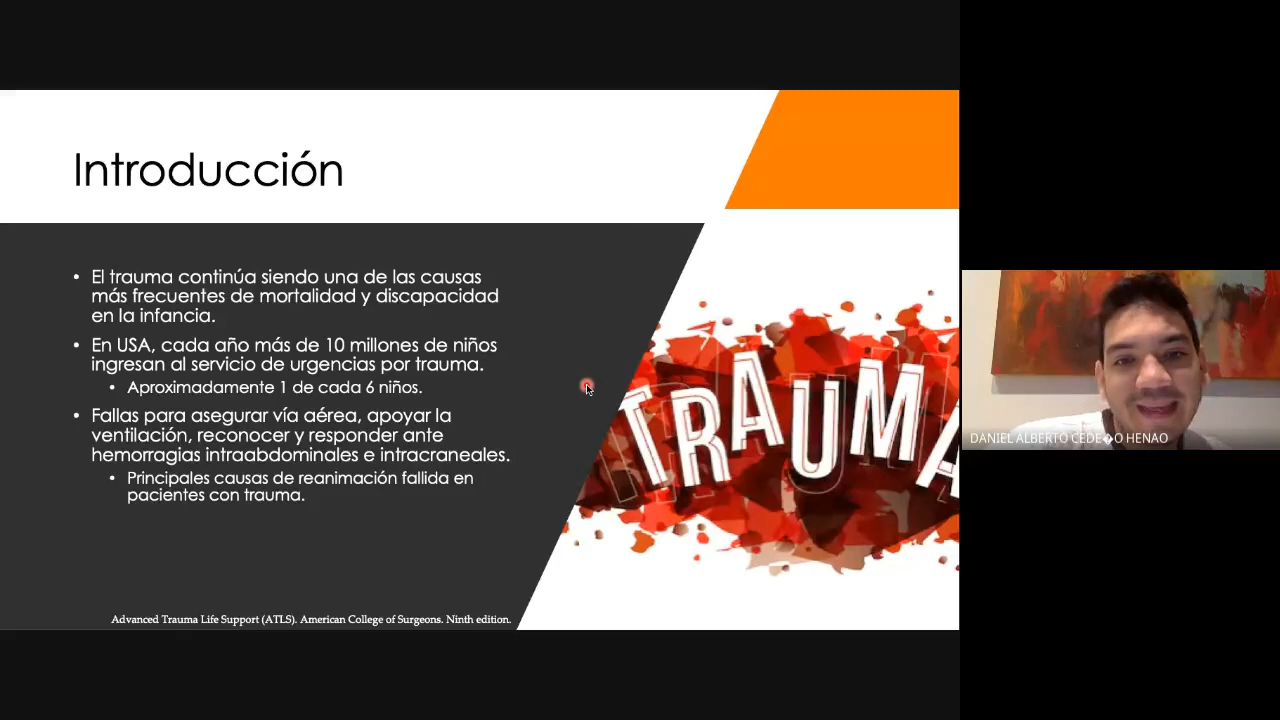 Introducción
• El trauma continúa siendo una de las causas
más frecuentes de mortalidad y discapacidad
en la infancia.
• En USA, cada año más de 10 millones de niños
ingresan al servicio de urgencias por trauma.
• Aproximadamente 1 de cada 6 niños.
• Fallas para asegurar vía aérea, apoyar la
ventilación, reconocer y responder ante
hemorragias intraabdominales e intracraneales.
• Principales causas de reanimación fallida en
pacientes con trauma.
Advanced Trauma Life Support (ATLS). American College of Surgeons. Ninth edition.
TRAUMA
DANIEL ALBERTO CEDE�O HENAO